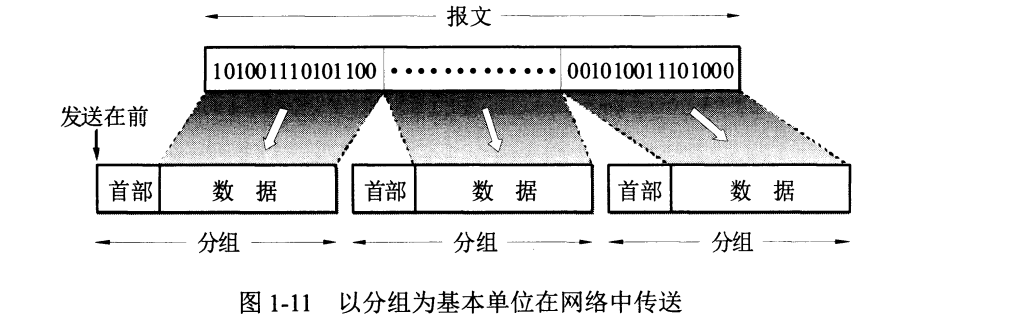 报文
101001110101100 ············· 001010011101000
发送在前
首部 数据 首部 数据 首部 数据
分组 分组 分组
图 1-11 以分组为基本单位在网络中传送